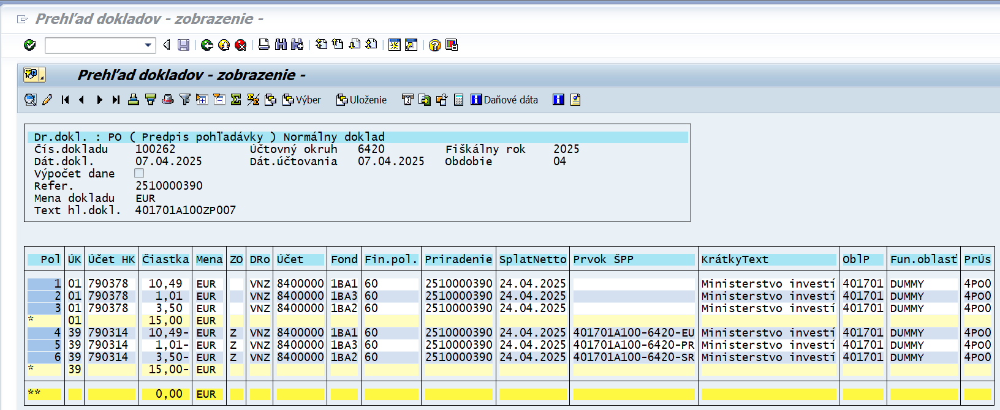 Prehľad dokladov - zobrazenie -
Prehľad dokladov - zobrazenie -
Výber Uloženie Daňové dáta
Dr.dokl. : PO ( Predpis pohľadávky ) Normálny doklad
Čís.dokladu 100262 Účtovný okruh 6420 Fiškálny rok 2025
Dát.dokl. 07.04.2025 Dát.účtovania 07.04.2025 Obdobie 04
Výpočet dane
Refer. 2510000390
Mena dokladu EUR
Text hl.dokl. 401701A100ZP007
Pol ÚK Účet HK Čiastka Mena ZO DRo Účet Fond Fin.pol. Priradenie SplatNetto Prvok ŠPP KrátkyText OblP Fun.oblasť PrÚs
1 01 790378 10,49 EUR VNZ 8400000 1BA1 60 2510000390 24.04.2025 Ministerstvo investí 401701 DUMMY 4PO0
2 01 790378 1,01 EUR VNZ 8400000 1BA3 60 2510000390 24.04.2025 Ministerstvo investí 401701 DUMMY 4PO0
3 01 790378 3,50 EUR VNZ 8400000 1BA2 60 2510000390 24.04.2025 Ministerstvo investí 401701 DUMMY 4PO0
* 01 15,00 EUR
4 39 790314 10,49- EUR Z VNZ 8400000 1BA1 60 2510000390 24.04.2025 401701A100-6420-EU Ministerstvo investí 401701 DUMMY 4PO0
5 39 790314 1,01- EUR Z VNZ 8400000 1BA3 60 2510000390 24.04.2025 401701A100-6420-PR Ministerstvo investí 401701 DUMMY 4PO0
6 39 790314 3,50- EUR Z VNZ 8400000 1BA2 60 2510000390 24.04.2025 401701A100-6420-SR Ministerstvo investí 401701 DUMMY 4PO0
* 39 15,00- EUR
** 0,00 EUR